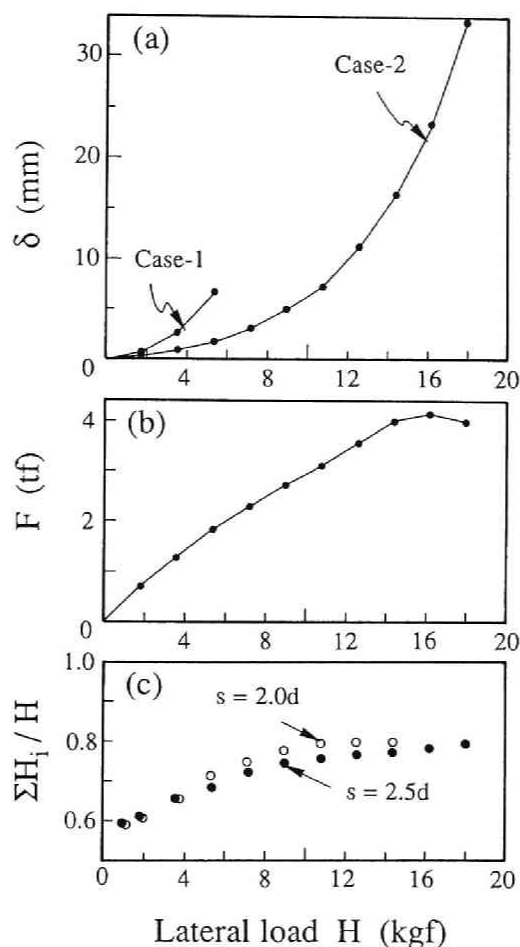 (a)
30
20
10
0
δ (mm)
Case-1
Case-2
4 8 12 16 20
(b)
4
2
0
F (tf)
4 8 12 16 20
(c)
1.0
0.8
0.6
ΣHᵢ/H
s = 2.0d
s = 2.5d
0 4 8 12 16 20
Lateral load H (kgf)